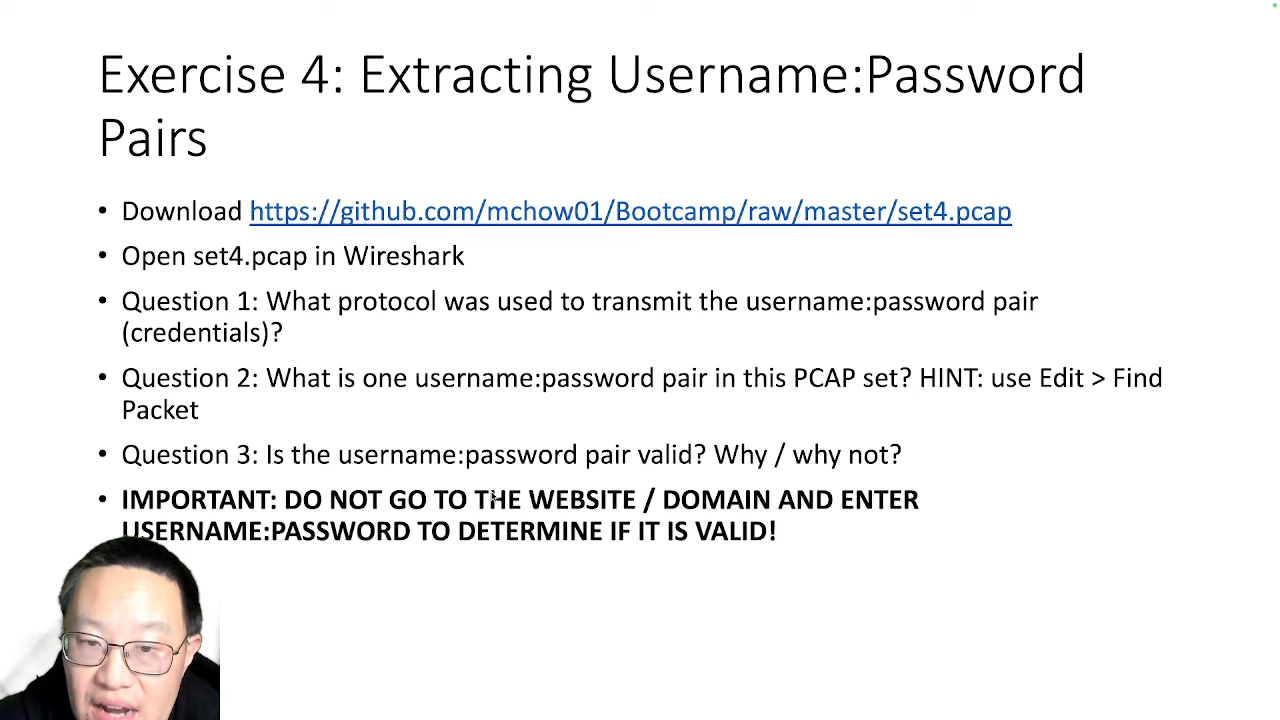 Exercise 4: Extracting Username:Password
Pairs
• Download https://github.com/mchow01/Bootcamp/raw/master/set4.pcap
• Open set4.pcap in Wireshark
• Question 1: What protocol was used to transmit the username:password pair
(credentials)?
• Question 2: What is one username:password pair in this PCAP set? HINT: use Edit > Find
Packet
• Question 3: Is the username:password pair valid? Why / why not?
• IMPORTANT: DO NOT GO TO THE WEBSITE / DOMAIN AND ENTER
USERNAME:PASSWORD TO DETERMINE IF IT IS VALID!